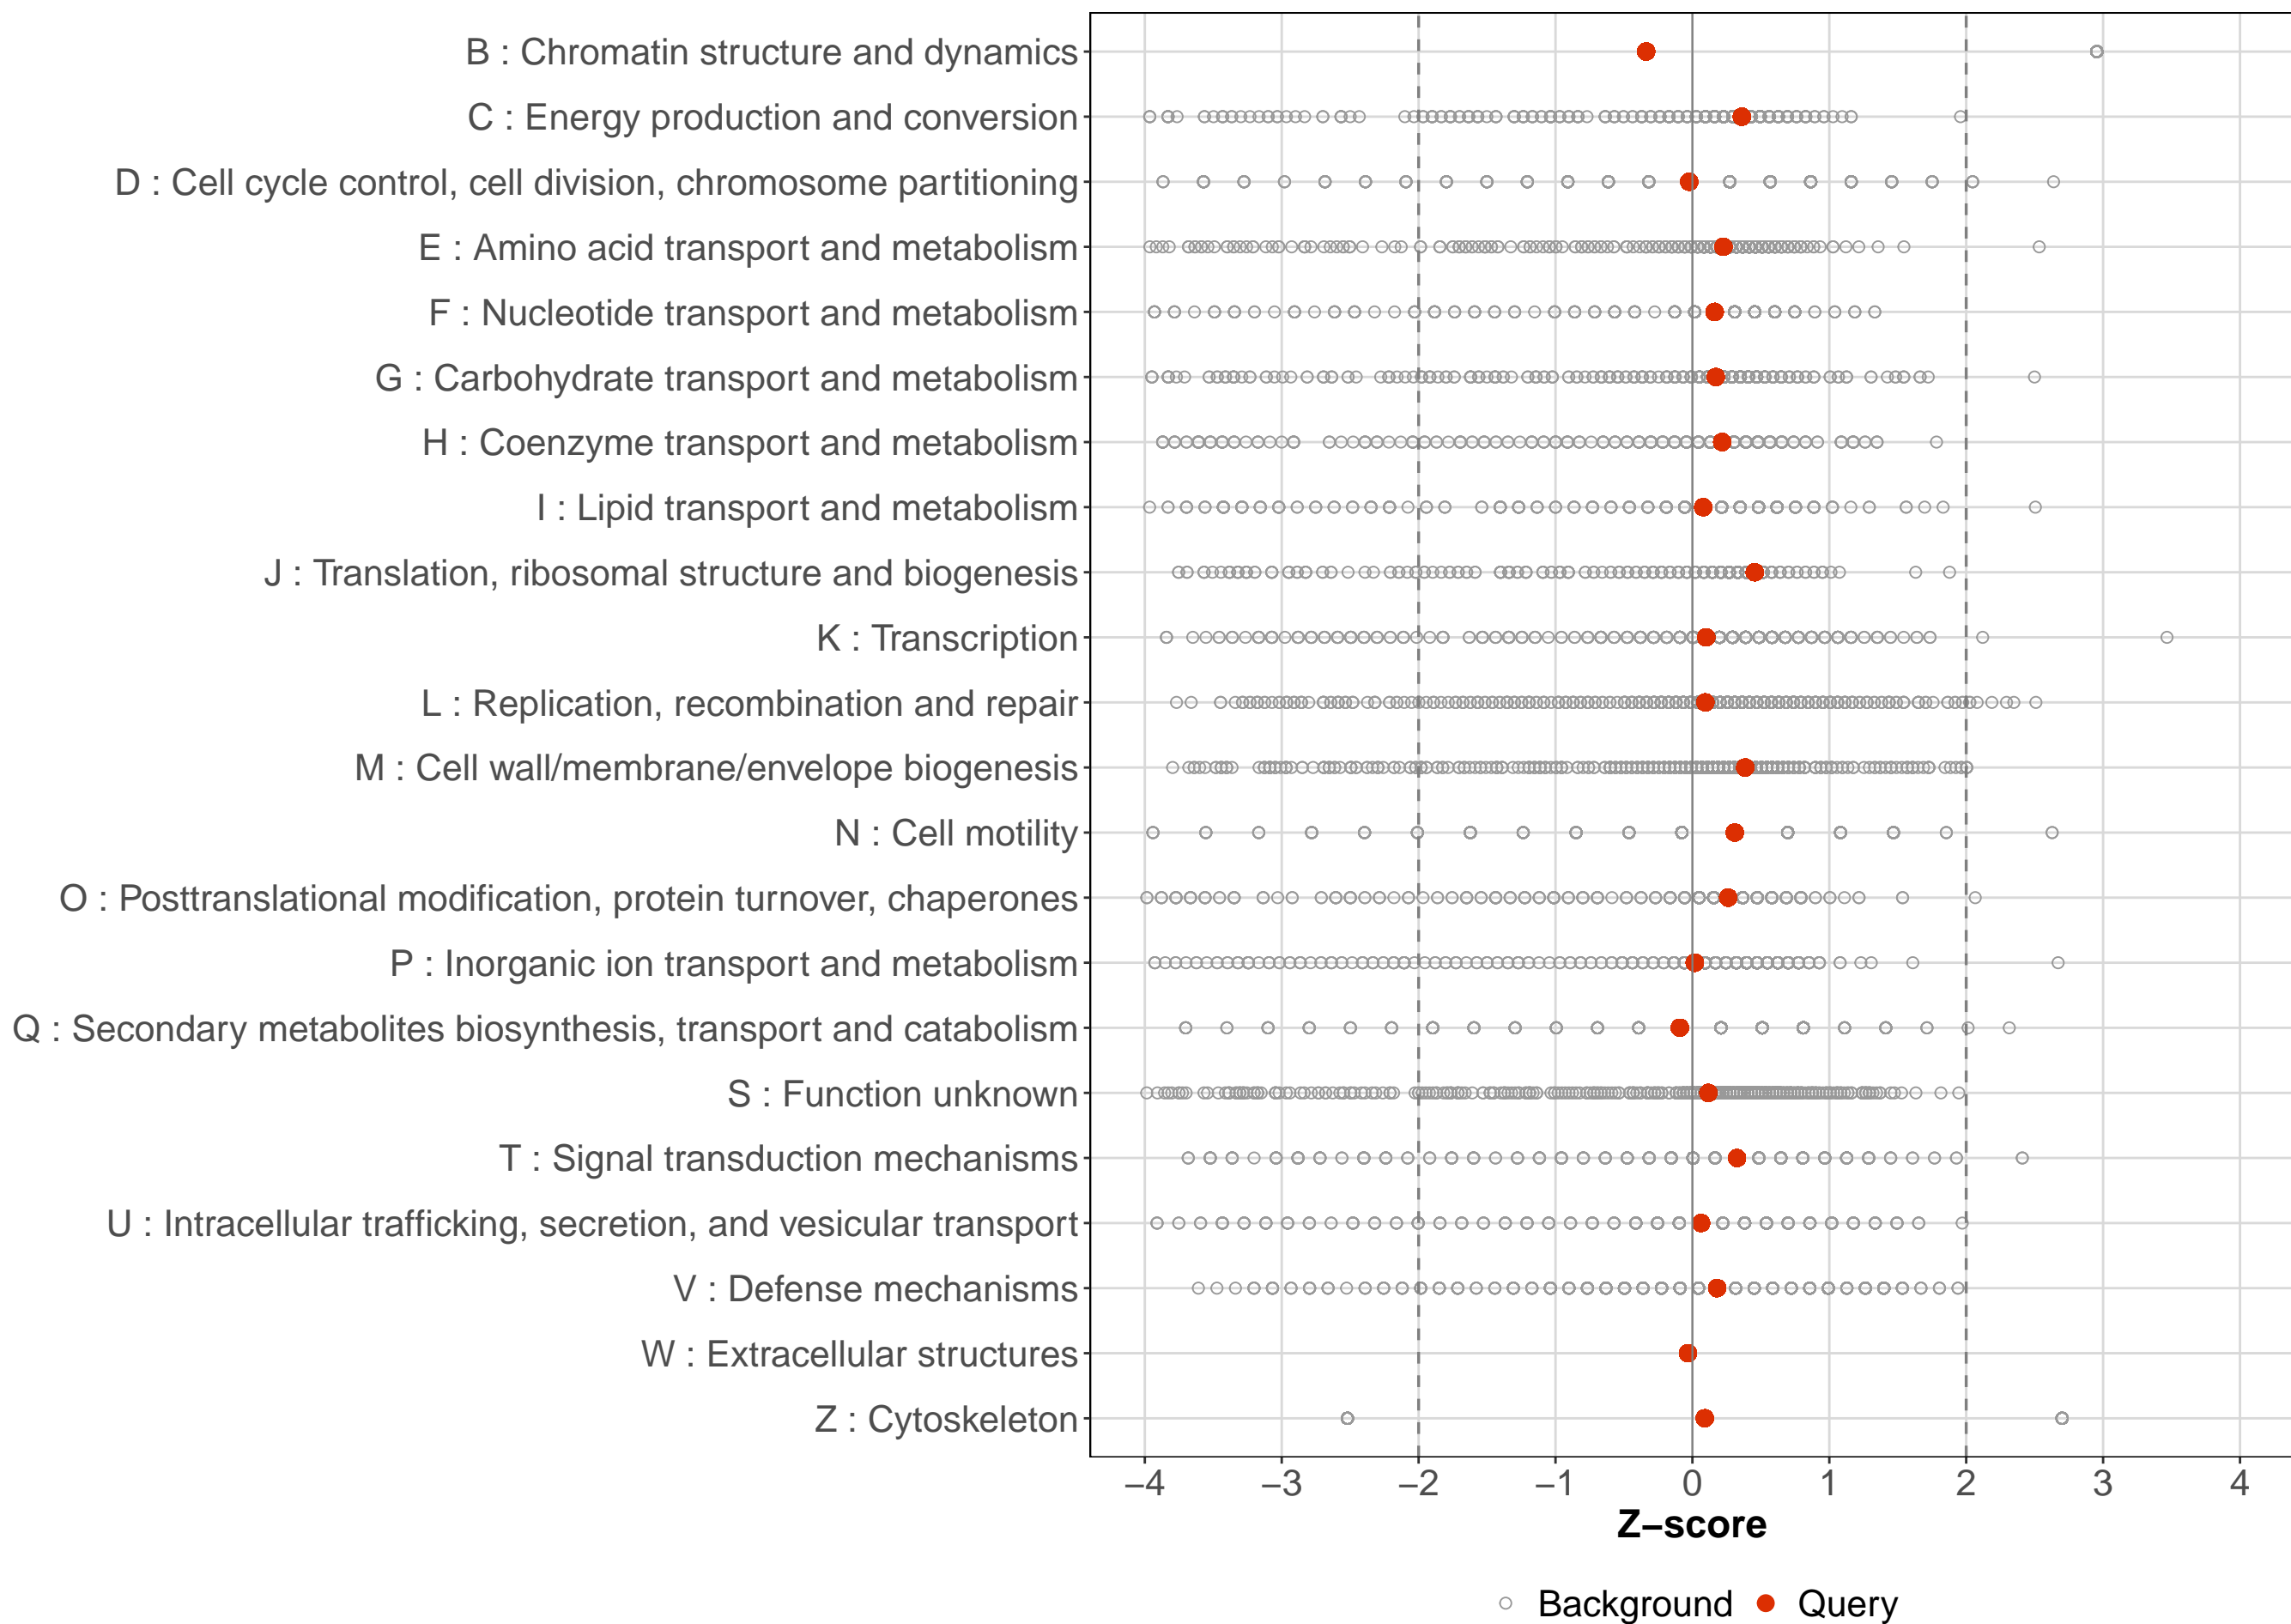 B : Chromatin structure and dynamics
C : Energy production and conversion
D : Cell cycle control, cell division, chromosome partitioning
E : Amino acid transport and metabolism
F : Nucleotide transport and metabolism
G : Carbohydrate transport and metabolism
H : Coenzyme transport and metabolism
I : Lipid transport and metabolism
J : Translation, ribosomal structure and biogenesis
K : Transcription
L : Replication, recombination and repair
M : Cell wall/membrane/envelope biogenesis
N : Cell motility
O : Posttranslational modification, protein turnover, chaperones
P : Inorganic ion transport and metabolism
Q : Secondary metabolites biosynthesis, transport and catabolism
S : Function unknown
T : Signal transduction mechanisms
U : Intracellular trafficking, secretion, and vesicular transport
V : Defense mechanisms
W : Extracellular structures
Z : Cytoskeleton
−4 −3 −2 −1 0 1 2 3 4
Z−score
Background Query